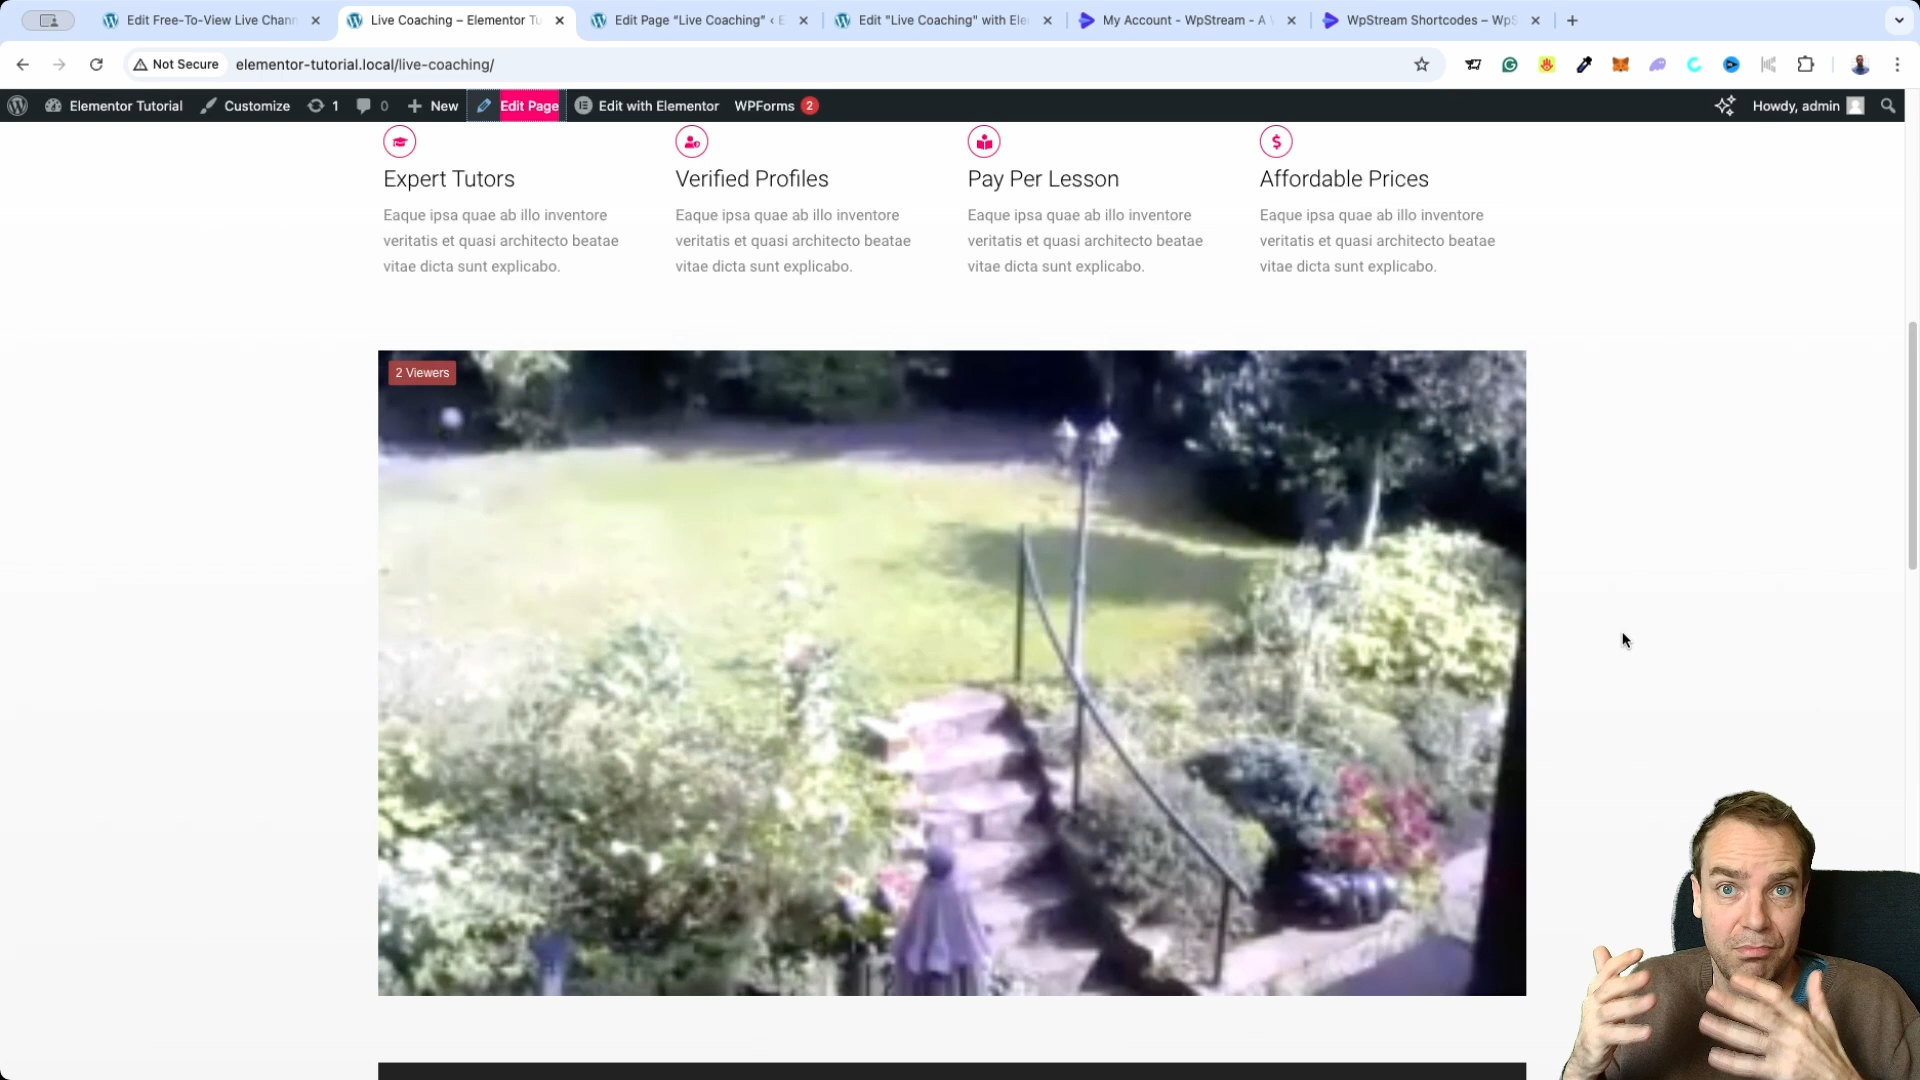 Edit Free-To-View Live Chann
Live Coaching – Elementor Tu
Edit Page “Live Coaching” ‹ E
Edit "Live Coaching" with Ele
My Account - WpStream - A W
WpStream Shortcodes – WpS
Not Secure
elementor-tutorial.local/live-coaching/
Elementor Tutorial
Customize
1
0
New
Edit Page
Edit with Elementor
WPForms 2
Howdy, admin
Expert Tutors
Eaque ipsa quae ab illo inventore
veritatis et quasi architecto beatae
vitae dicta sunt explicabo.
Verified Profiles
Eaque ipsa quae ab illo inventore
veritatis et quasi architecto beatae
vitae dicta sunt explicabo.
Pay Per Lesson
Eaque ipsa quae ab illo inventore
veritatis et quasi architecto beatae
vitae dicta sunt explicabo.
Affordable Prices
Eaque ipsa quae ab illo inventore
veritatis et quasi architecto beatae
vitae dicta sunt explicabo.
2 Viewers